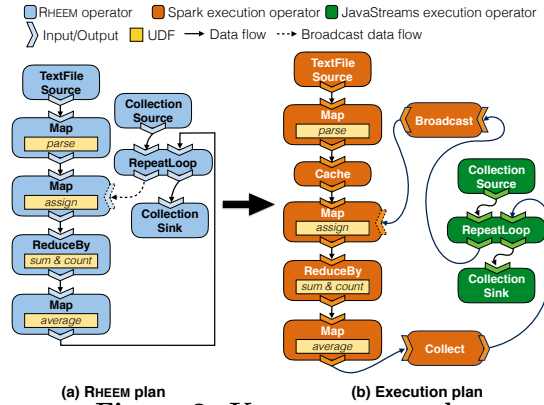 RHEEM operator
Spark execution operator
JavaStreams execution operator
Input/Output
UDF
Data flow
Broadcast data flow
TextFile
Source
Map
parse
Map
assign
ReduceBy
sum & count
Map
average
Collection
Source
RepeatLoop
Collection
Sink
(a) RHEEM plan
TextFile
Source
Map
parse
Cache
Map
assign
ReduceBy
sum & count
Map
average
Broadcast
Collection
Source
RepeatLoop
Collection
Sink
Collect
(b) Execution plan